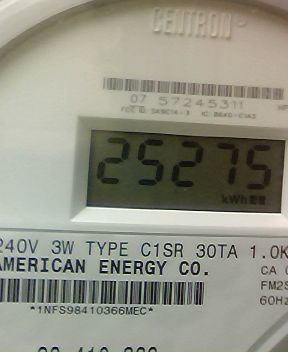 CENTRON
07 57245311
25275
kWh
240V 3W TYPE C1SR 30TA 1.0K
AMERICAN ENERGY CO. CA
FM2S
60Hz
*1NFS98410366MEC*